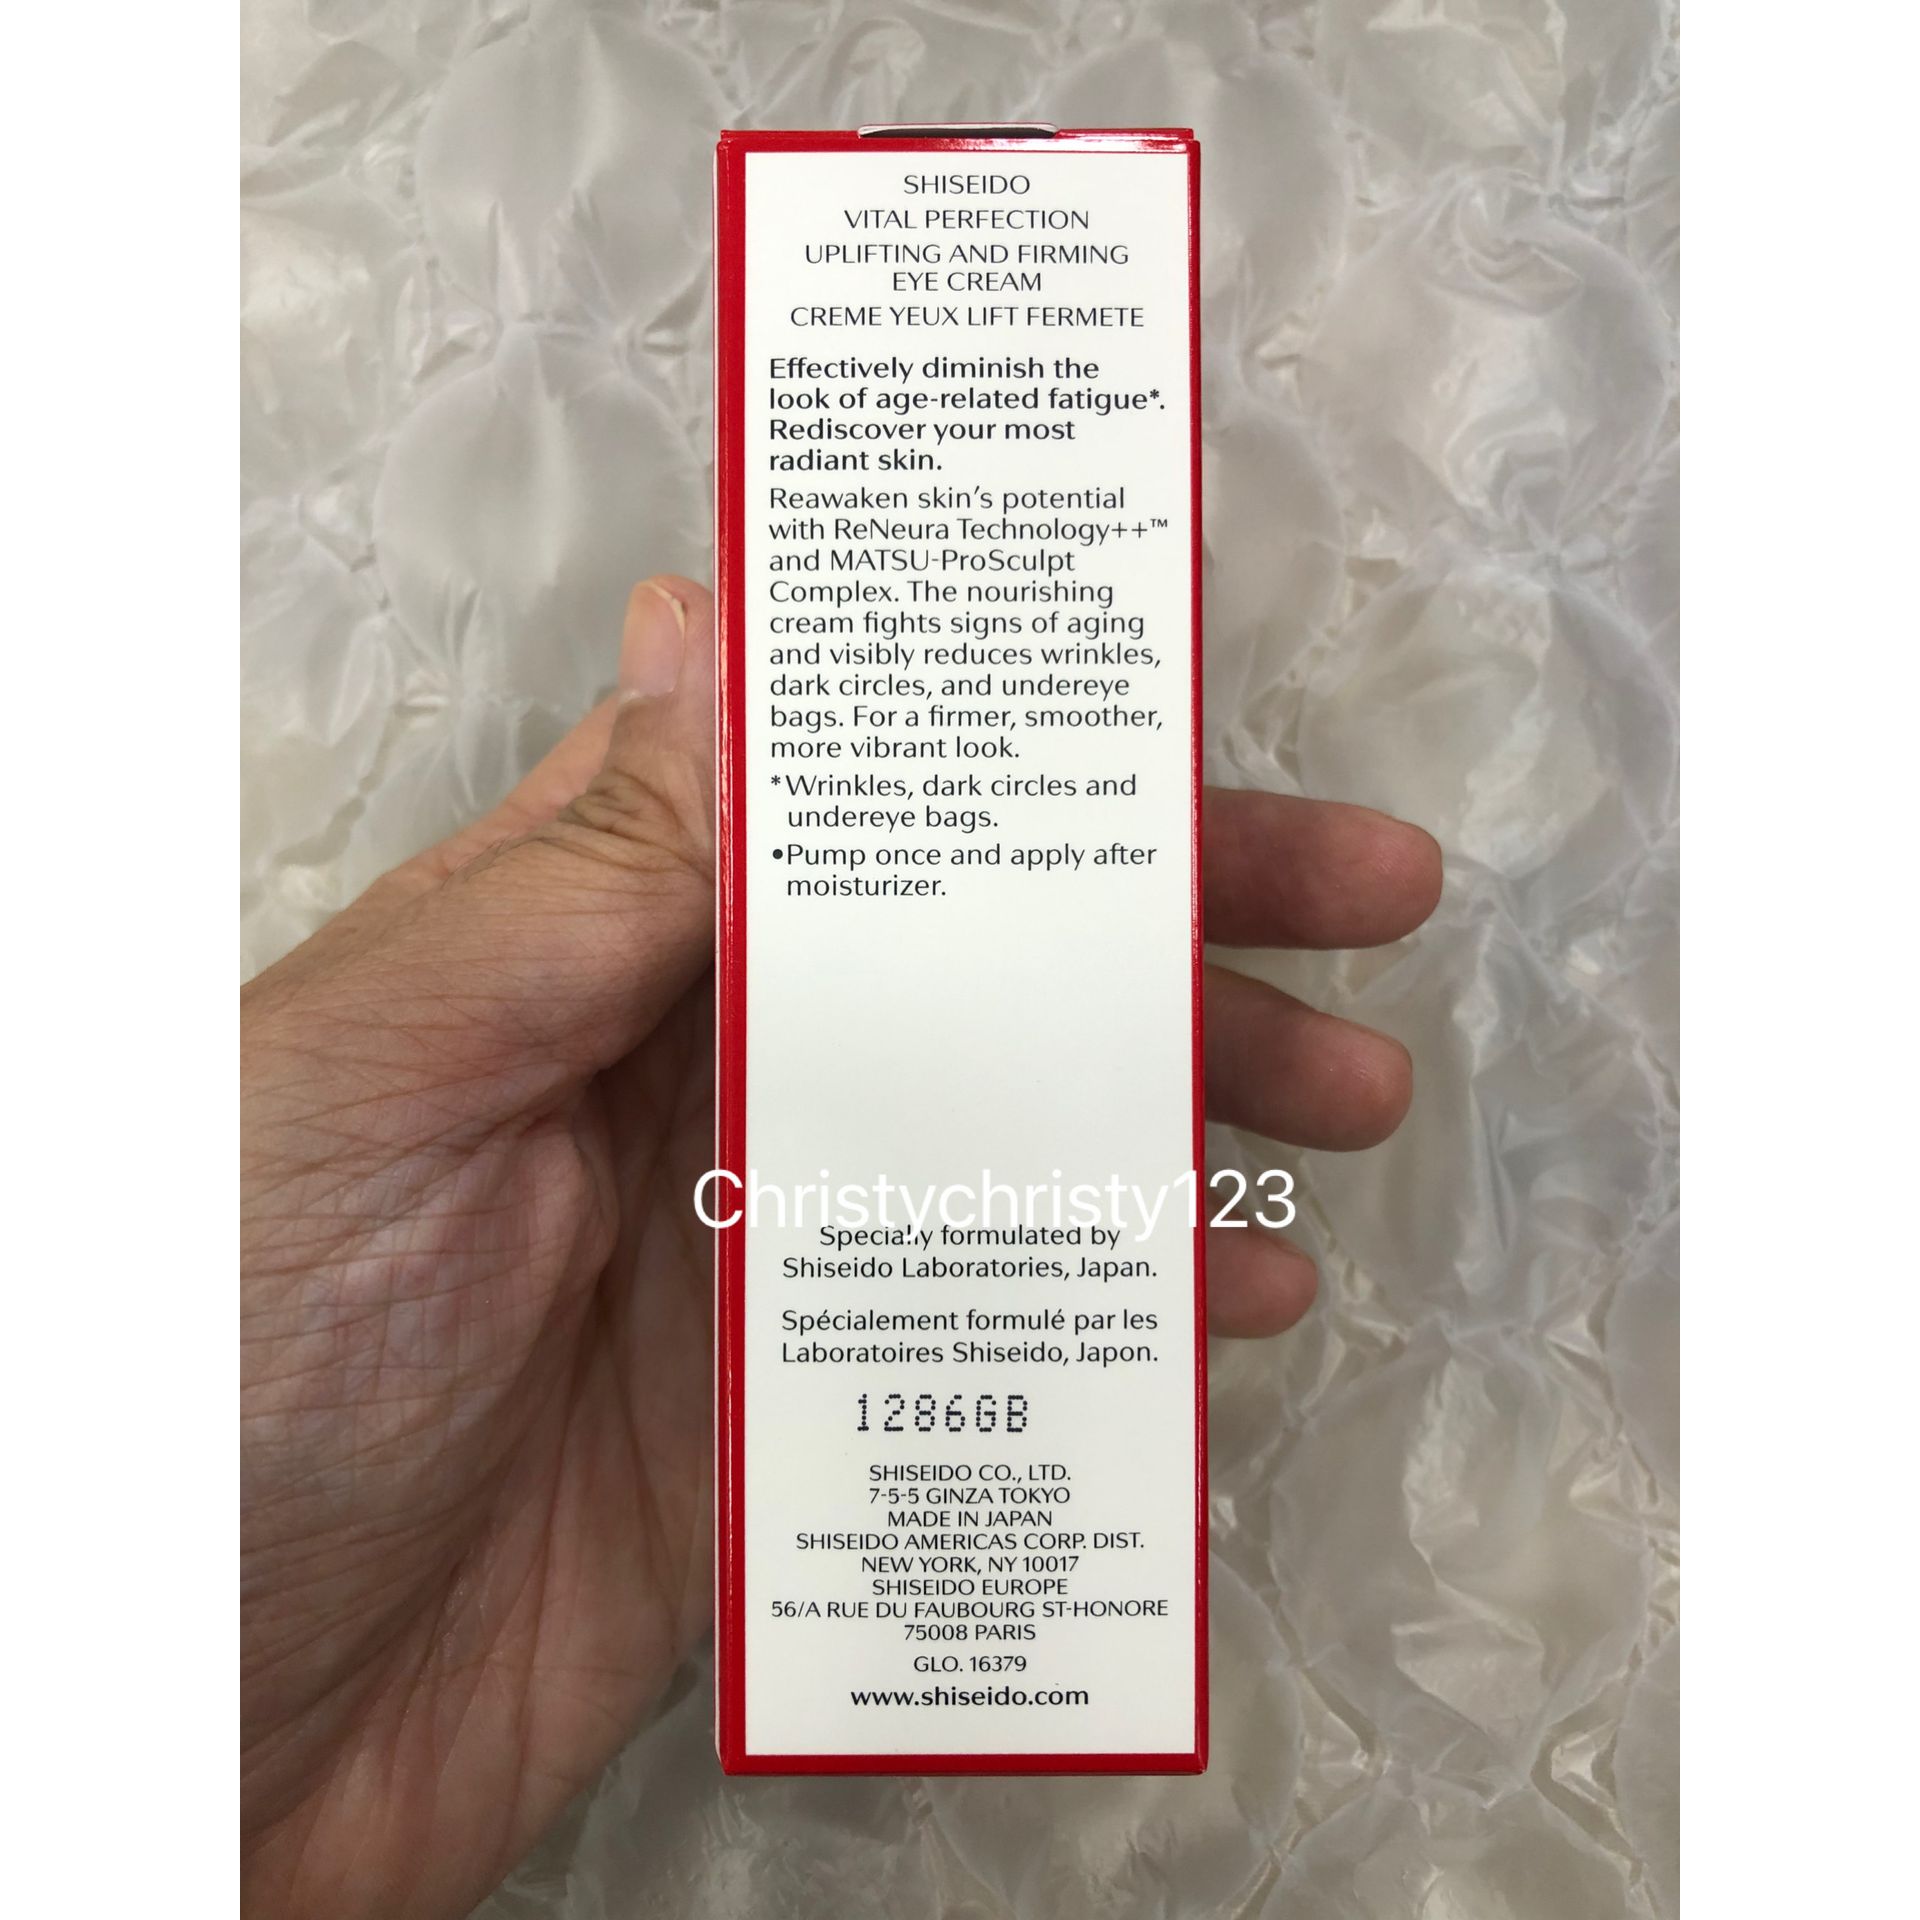 SHISEIDO
VITAL PERFECTION
UPLIFTING AND FIRMING
EYE CREAM
CREME YEUX LIFT FERMETE
Effectively diminish the
look of age-related fatigue*.
Rediscover your most
radiant skin.
Reawaken skin's potential
with ReNeura Technology++™
and MATSU-ProSculpt
Complex. The nourishing
cream fights signs of aging
and visibly reduces wrinkles,
dark circles, and undereye
bags. For a firmer, smoother,
more vibrant look.
*Wrinkles, dark circles and
undereye bags.
•Pump once and apply after
moisturizer.
Christychristy123
Specially formulated by
Shiseido Laboratories, Japan.
Spécialement formulé par les
Laboratoires Shiseido, Japon.
1286GB
SHISEIDO CO., LTD.
7-5-5 GINZA TOKYO
MADE IN JAPAN
SHISEIDO AMERICAS CORP. DIST.
NEW YORK, NY 10017
SHISEIDO EUROPE
56/A RUE DU FAUBOURG ST-HONORE
75008 PARIS
GLO. 16379
www.shiseido.com